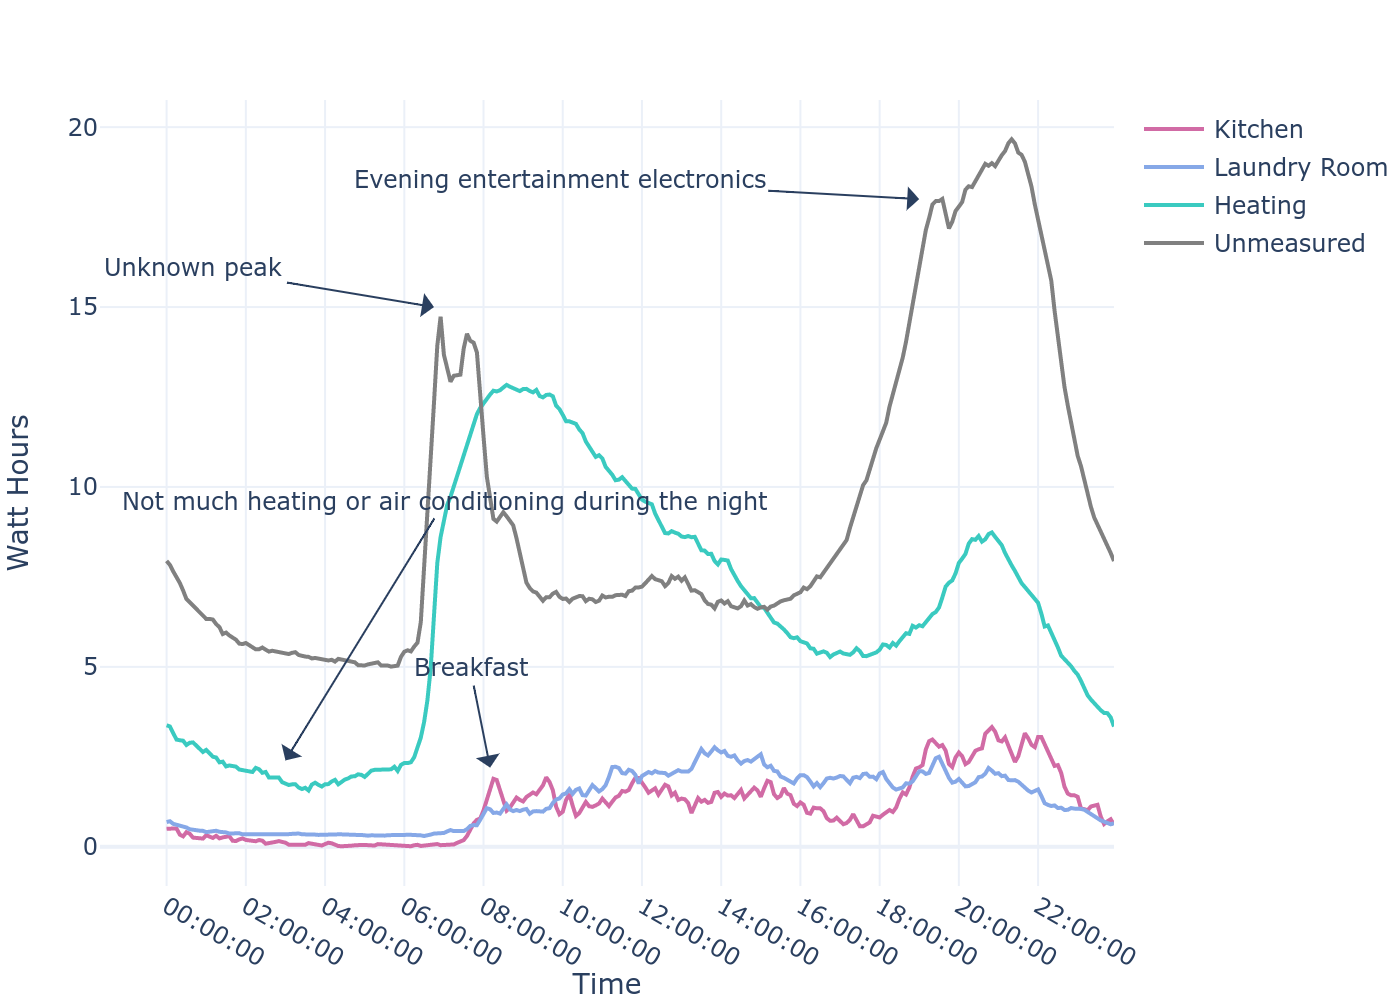 20
Kitchen
Laundry Room
Evening entertainment electronics
Heating
Unmeasured
Unknown peak
15
Watt Hours
10
Not much heating or air conditioning during the night
5
Breakfast
0
00:00:00
02:00:00
04:00:00
06:00:00
08:00:00
10:00:00
12:00:00
14:00:00
16:00:00
18:00:00
20:00:00
22:00:00
Time